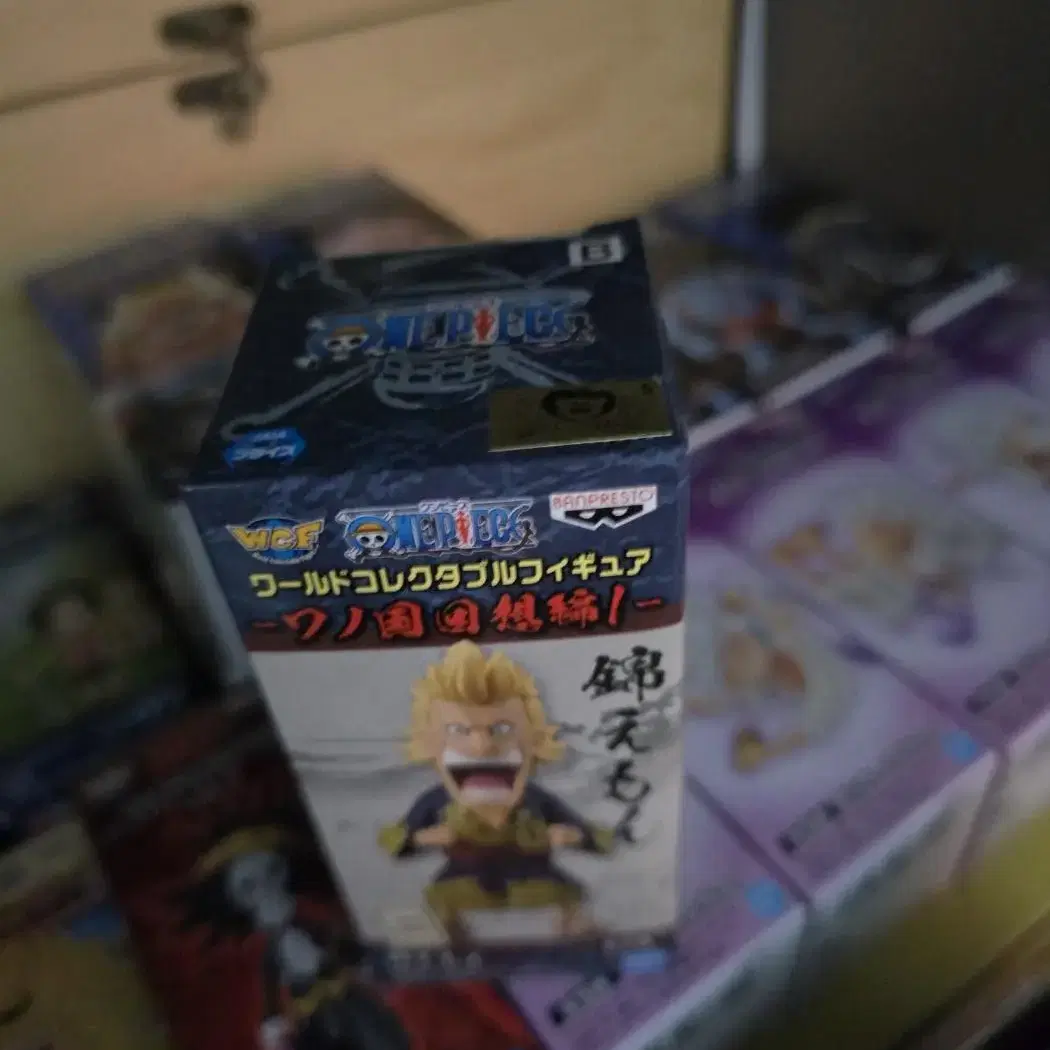 B
ONE PIECE
WCF
ONE PIECE
BANPRESTO
ワールドコレクタブルフィギュア
-ワノ国回想編1-
錦えもん